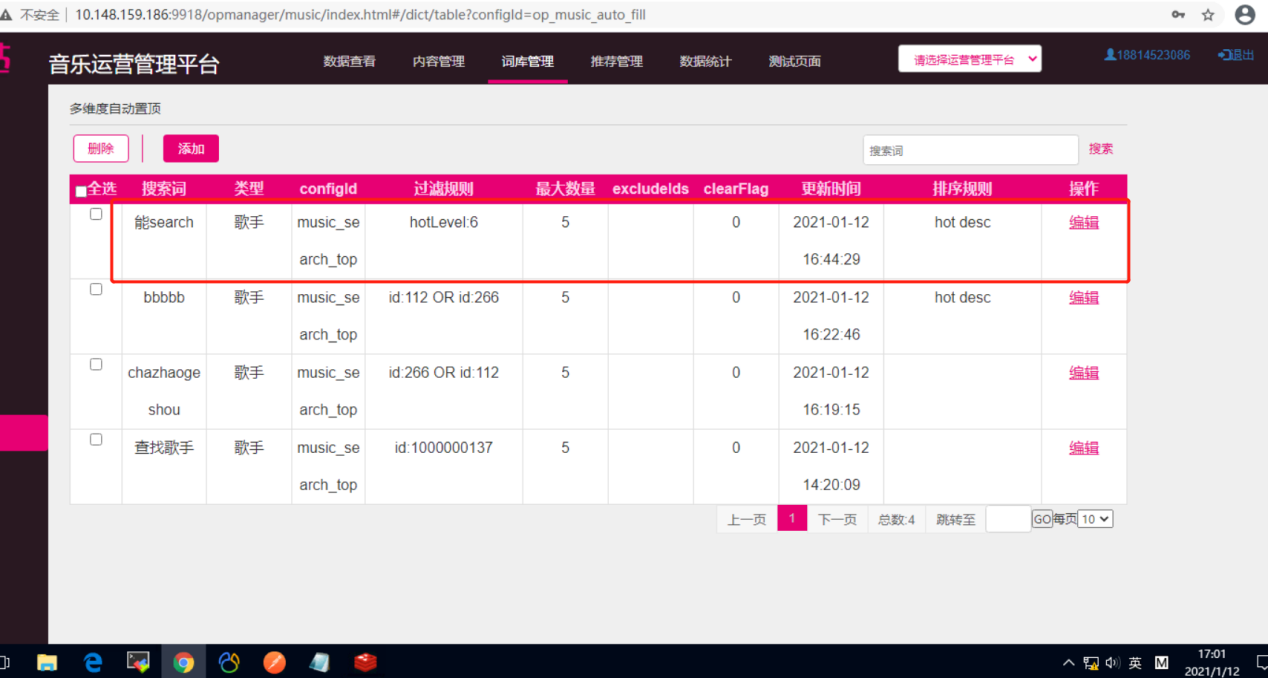 不安全 10.148.159.186:9918/opmanager/music/index.html#/dict/table?configId=op_music_auto_fill
音乐运营管理平台 数据查看 内容管理 词库管理 推荐管理 数据统计 测试页面 请选择运营管理平台 18814523086 退出
多维度自动置顶
删除 添加 搜索词 搜索
全选 搜索词 类型 configId 过滤规则 最大数量 excludeIds clearFlag 更新时间 排序规则 操作
能search 歌手 music_se hotLevel:6 5 0 2021-01-12 hot desc 编辑
arch_top 16:44:29
bbbbb 歌手 music_se id:112 OR id:266 5 0 2021-01-12 hot desc 编辑
arch_top 16:22:46
chazhaoge 歌手 music_se id:266 OR id:112 5 0 2021-01-12 编辑
shou arch_top 16:19:15
查找歌手 歌手 music_se id:1000000137 5 0 2021-01-12 编辑
arch_top 14:20:09
上一页 1 下一页 总数:4 跳转至 GO 每页 10
英 M 17:01
2021/1/12